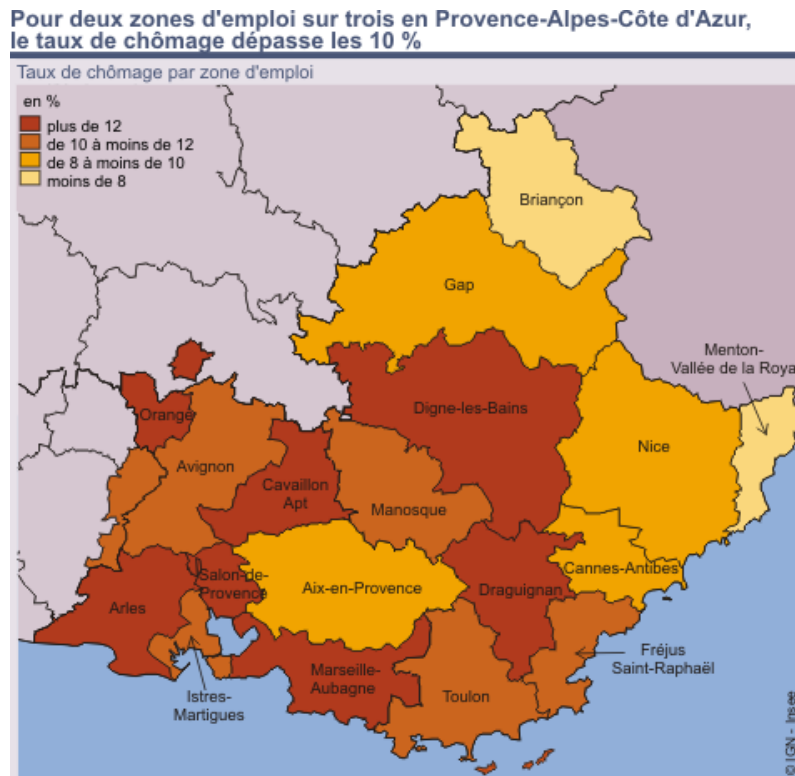 Pour deux zones d'emploi sur trois en Provence-Alpes-Côte d'Azur,
le taux de chômage dépasse les 10 %
Taux de chômage par zone d'emploi
en %
plus de 12
de 10 à moins de 12
de 8 à moins de 10
moins de 8
Briançon
Gap
Menton-
Vallée de la Roya
Digne-les-Bains
Orange
Nice
Avignon
Cavaillon
Apt
Manosque
Cannes-Antibes
Salon-de-
Provence
Aix-en-Provence
Draguignan
Arles
Fréjus
Saint-Raphaël
Marseille-
Aubagne
Toulon
Istres-
Martigues
© IGN - Insee